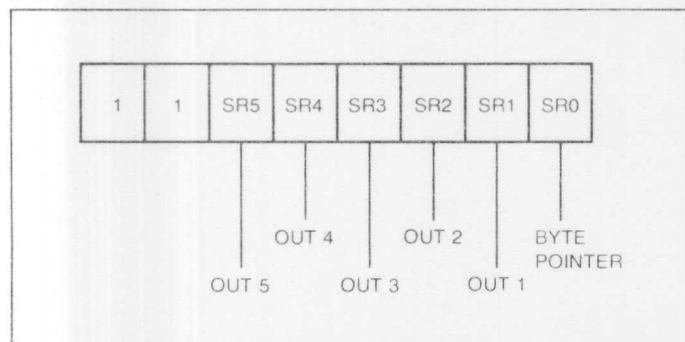 1 1 SR5 SR4 SR3 SR2 SR1 SR0
OUT 4 OUT 2 BYTE
POINTER
OUT 5 OUT 3 OUT 1